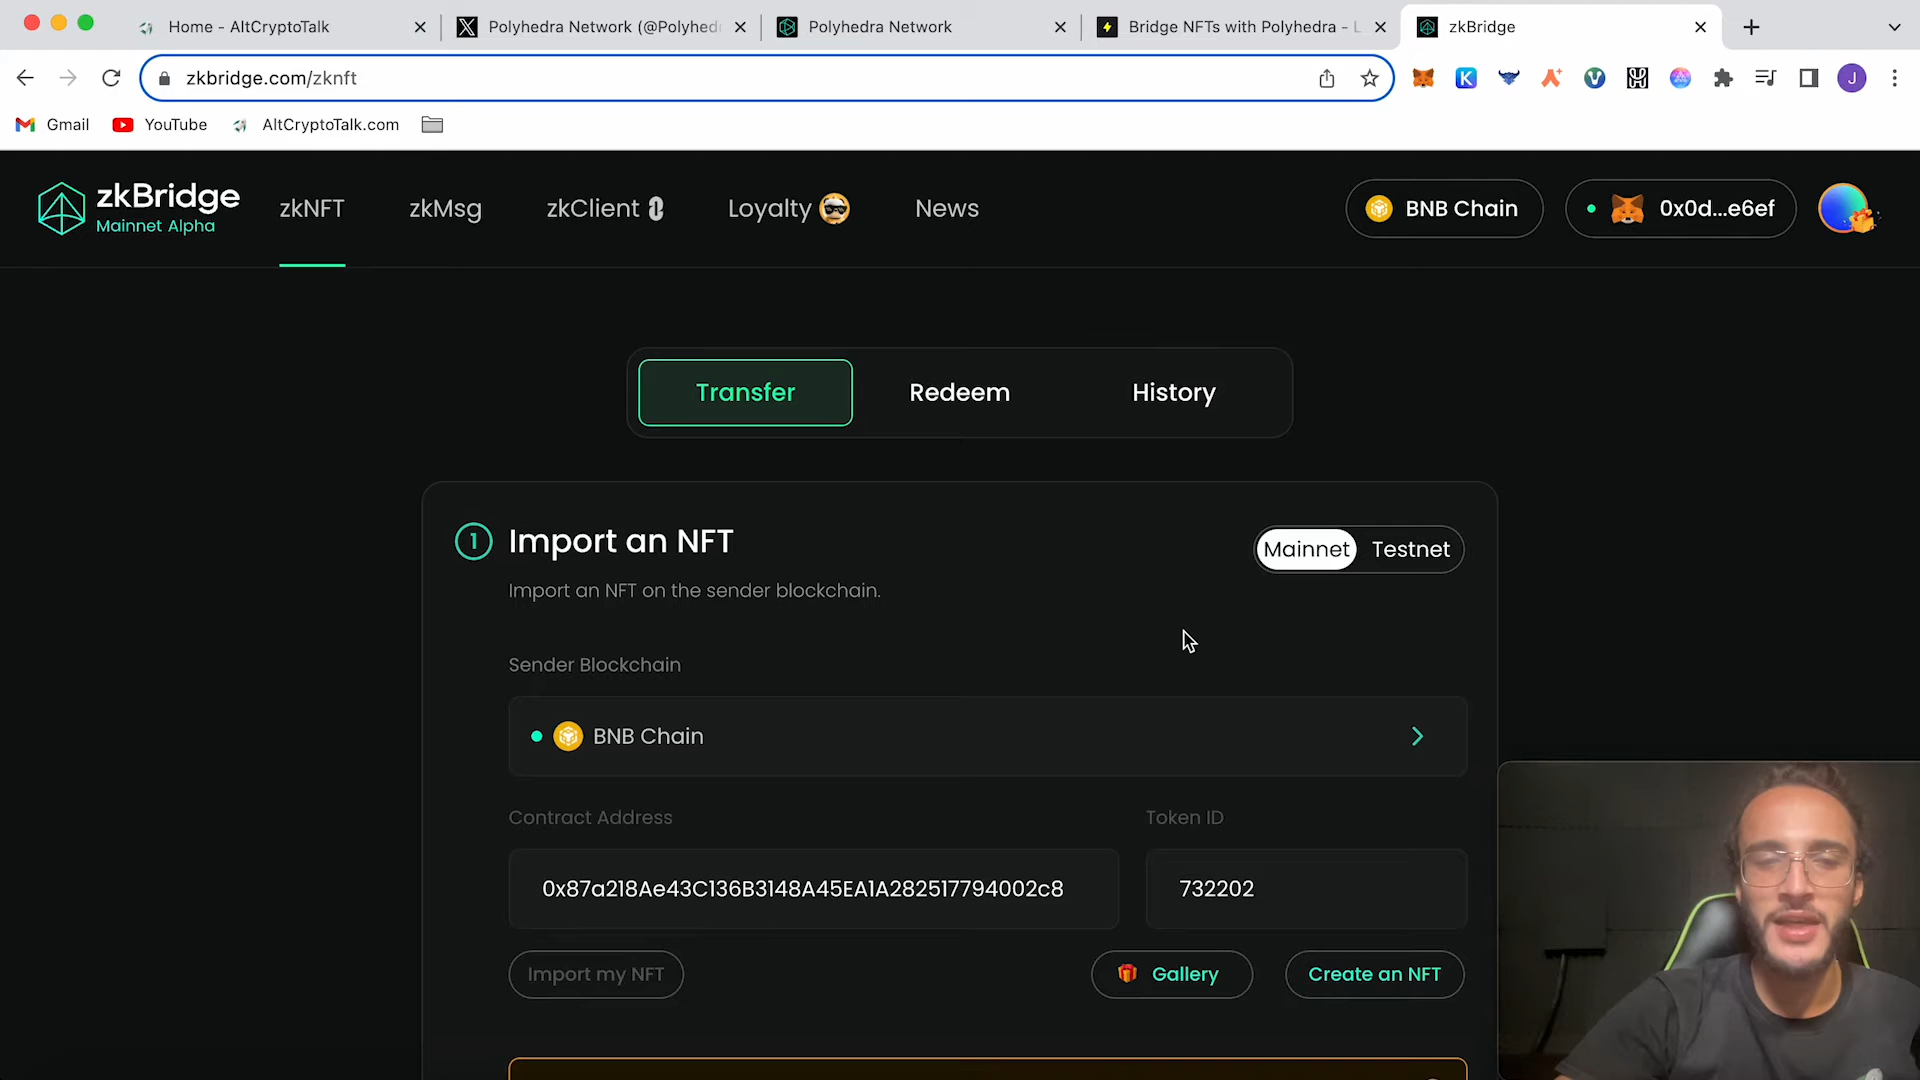 Home - AltCryptoTalk
Polyhedra Network (@Polyhed
Polyhedra Network
Bridge NFTs with Polyhedra - L
zkBridge
zkbridge.com/zknft
J
Gmail
YouTube
AltCryptoTalk.com
zkBridge
Mainnet Alpha
zkNFT
zkMsg
zkClient
Loyalty
News
BNB Chain
0x0d...e6ef
Transfer
Redeem
History
1
Import an NFT
Mainnet
Testnet
Import an NFT on the sender blockchain.
Sender Blockchain
BNB Chain
Contract Address
Token ID
0x87a218Ae43C136B3148A45EA1A282517794002c8
732202
Import my NFT
Gallery
Create an NFT